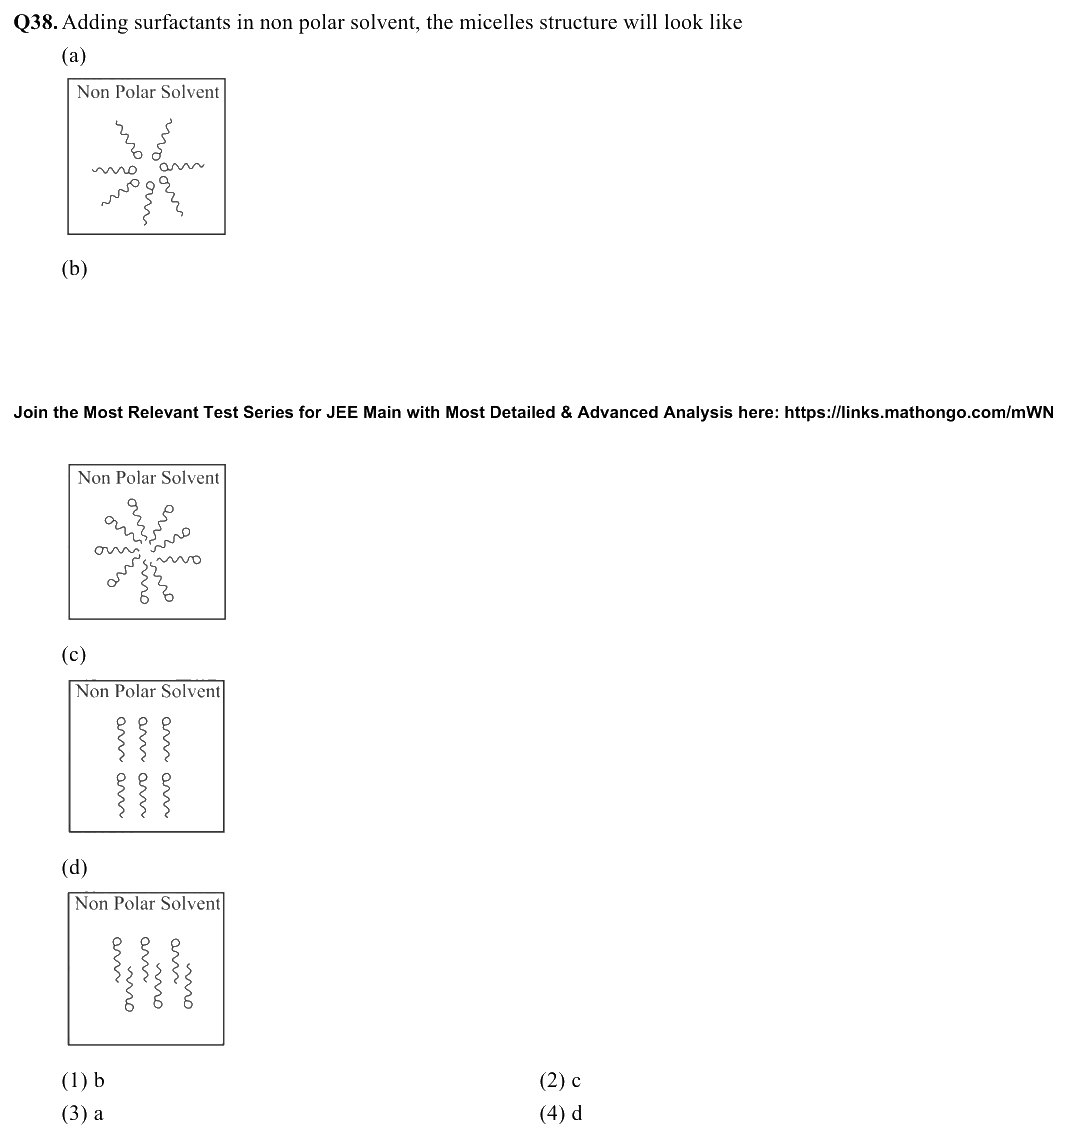 Q38. Adding surfactants in non polar solvent, the micelles structure will look like
(a)
Non Polar Solvent
(b)
Join the Most Relevant Test Series for JEE Main with Most Detailed & Advanced Analysis here: https://links.mathongo.com/mWN
Non Polar Solvent
(c)
Non Polar Solvent
(d)
Non Polar Solvent
(1) b (2) c
(3) a (4) d